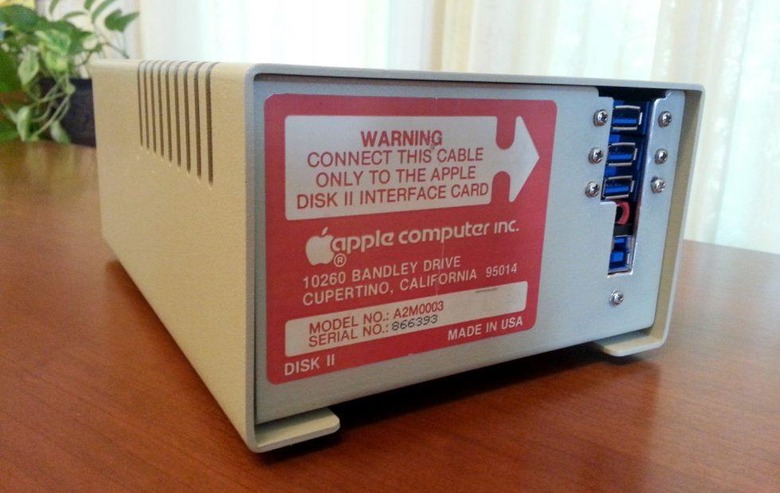 WARNING
CONNECT THIS CABLE
ONLY TO THE APPLE
DISK II INTERFACE CARD
apple computer inc.
®
10260 BANDLEY DRIVE
CUPERTINO, CALIFORNIA 95014
MODEL NO.: A2M0003
SERIAL NO.: 866393
MADE IN USA
DISK II